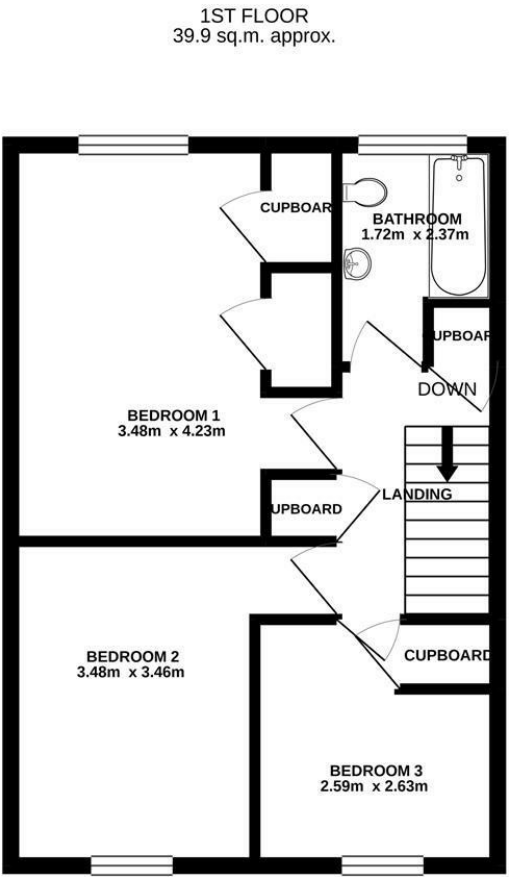 1ST FLOOR
39.9 sq.m. approx.
CUPBOAR
BATHROOM
1.72m x 2.37m
UPBOAR
DOWN
BEDROOM 1
3.48m x 4.23m
LANDING
UPBOARD
CUPBOARD
BEDROOM 2
3.48m x 3.46m
BEDROOM 3
2.59m x 2.63m